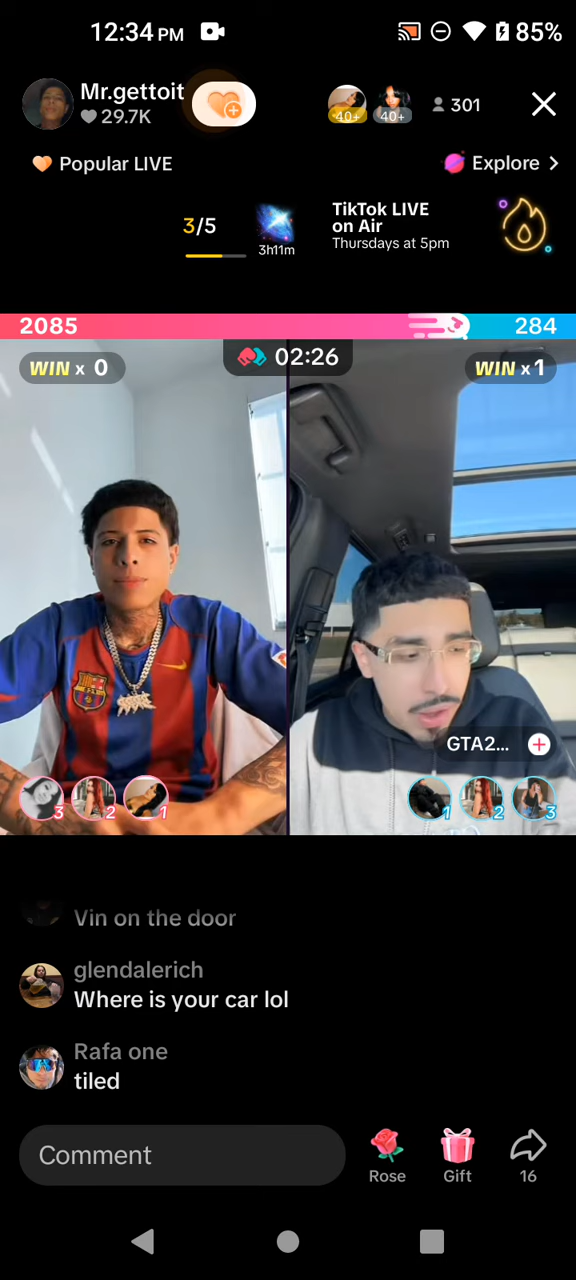 12:34 PM
85%
Mr.gettoit
29.7K
40+
40+
301
Popular LIVE
Explore >
3/5
3h11m
TikTok LIVE
on Air
Thursdays at 5pm
2085
284
WIN x 0
02:26
WIN x 1
GTA2...
3
2
1
1
2
3
Vin on the door
glendalerich
Where is your car lol
Rafa one
tiled
Comment
Rose
Gift
16